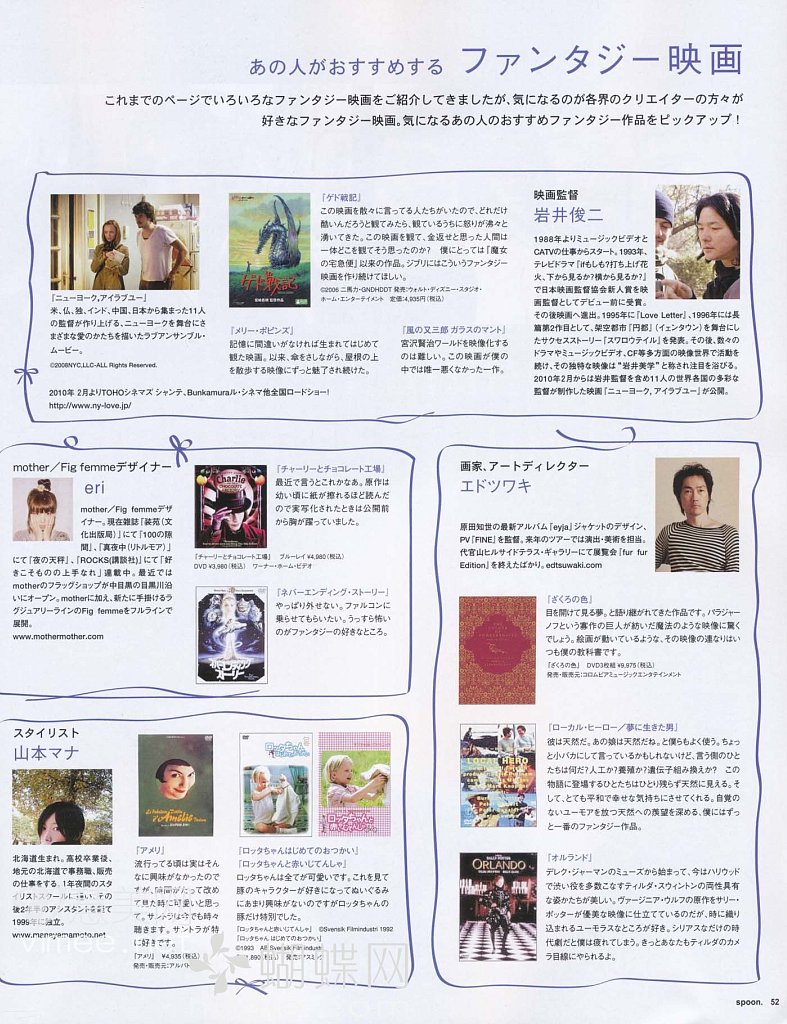 あの人がおすすめする ファンタジー映画
これまでのページでいろいろなファンタジー映画をご紹介してきましたが、気になるのが各界のクリエイターの方々が
好きなファンタジー映画。気になるあの人のおすすめファンタジー作品をピックアップ！
『ニューヨーク,アイラブユー』
米、仏、独、インド、中国、日本から集まった11人
の監督が作り上げる、ニューヨークを舞台にさ
まざまな愛のかたちを描いたラブアンサンブル・
ムービー。
©2008NYC,LLC-ALL Rights Reserved.
2010年 2月よりTOHOシネマズ シャンテ、Bunkamuraル・シネマ他全国ロードショー！
http://www.ny-love.jp/
ゲド戦記
『ゲド戦記』
この映画を散々に言ってる人たちがいたので、どれだけ
酷いんだろうと観てみたら、観ているうちに怒りが沸々と
湧いてきた。この映画を観て、金返せと思った人間は
一体どこを観てそう思ったのか？ 僕にとっては『魔女
の宅急便』以来の作品。ジブリにはこういうファンタジー
映画を作り続けてほしい。
©2006 二馬力・GNDHDDT 発売:ウォルト・ディズニー・スタジオ・
ホーム・エンターテイメント 定価:4,935円（税込）
『メリー・ポピンズ』
記憶に間違いがなければ生まれてはじめて
観た映画。以来、傘をさしながら、屋根の上
を散歩する映像にずっと魅了され続けた。
『風の又三郎 ガラスのマント』
宮沢賢治ワールドを映像化する
のは難しい。この映画が僕の
中では唯一悪くなかった一作。
映画監督
岩井俊二
1988年よりミュージックビデオと
CATVの仕事からスタート。1993年、
テレビドラマ『ifもしも?打ち上げ花
火、下から見るか?横から見るか?』
で日本映画監督協会新人賞を映
画監督としてデビュー前に受賞。
その後映画へ進出。1995年に『Love Letter』、1996年には長
篇第2作目として、架空都市『円都』（イェンタウン）を舞台にし
たサクセスストーリー『スワロウテイル』を発表。その後、数々の
ドラマやミュージックビデオ、CF等多方面の映像世界で活動を
続け、その独特な映像は“岩井美学”と称され注目を浴びる。
2010年2月からは岩井監督を含め11人の世界各国の多彩な
監督が制作した映画『ニューヨーク, アイラブユー』が公開。
mother／Fig femmeデザイナー
eri
mother／Fig femmeデザ
イナー。現在雑誌「装苑（文
化出版局）」にて『100の隙
間』、「真夜中（リトルモア）」
にて『夜の天秤』、「ROCKS（講談社）」にて『好
きこそものの上手なれ』連載中。最近では
motherのフラッグショップが中目黒の目黒川沿
いにオープン。motherに加え、新たに手掛けるラ
グジュアリーラインのFig femmeをフルラインで
展開。
www.mothermother.com
Charlie
『チャーリーとチョコレート工場』
最近で言うとこれかなあ。原作は
幼い頃に紙が擦れるほど読んだ
ので実写化されたときは公開前
から胸が躍っていました。
『チャーリーとチョコレート工場』 ブルーレイ ¥4,980（税込）
DVD ¥3,980（税込） ワーナー・ホーム・ビデオ
ネバーエンディング・ストーリー
『ネバーエンディング・ストーリー』
やっぱり外せない。ファルコンに
乗らせてもらいたい。うっすら怖い
のがファンタジーの好きなところ。
画家、アートディレクター
エドツワキ
原田知世の最新アルバム『eyja』ジャケットのデザイン、
PV『FINE』を監督。来年のツアーでは演出・美術を担当。
代官山ヒルサイドテラス・ギャラリーにて展覧会『fur fur
Edition』を終えたばかり。edtsuwaki.com
『ざくろの色』
目を開けて見る夢。と語り継がれてきた作品です。パラジャー
ノフという寡作の巨人が紡いだ魔法のような映像に驚く
でしょう。絵画が動いているような、その映像の連なりはい
つも僕の教科書です。
『ざくろの色』 DVD3枚組 ¥9,975（税込）
発売・販売元:コロムビアミュージックエンタテインメント
LOCAL HERO
『ローカル・ヒーロー／夢に生きた男』
彼は天然だ。あの娘は天然だね。と僕らもよく使う。ちょっ
と小バカにして言っているかもしれないけど、言う側のひ
とたちは何だ?人工か?養殖か?遺伝子組み換えか? この
物語に登場するひとたちはひとり残らず天然に見える。そ
して、とても平和で幸せな気持ちにさせてくれる。自覚の
ないユーモアを放つ天然への羨望を深める、僕にはずっ
と一番のファンタジー作品。
ORLANDO
『オルランド』
デレク・ジャーマンのミューズから始まって、今はハリウッド
で渋い役を多数こなすティルダ・スウィントンの両性具有
な姿かたちが美しい。ヴァージニア・ウルフの原作をサリー・
ポッターが優美な映像に仕立てているのだが、時に織り
込まれるユーモラスなところが好き。シリアスなだけの時
代劇だと僕は疲れてしまう。きっとあなたもティルダのカメ
ラ目線にやられるよ。
スタイリスト
山本マナ
北海道生まれ。高校卒業後、
地元の北海道で事務職、販売
の仕事をする。1年夜間のスタ
イリストスクールに通い、その
後2年半のアシスタントを経て
1999年に独立。
www.maneyamamoto.net
Le Fabuleux Destin d'Amélie Poulain
『アメリ』
流行ってる頃は実はそん
なに興味がなかったので
すが、時間がたって改め
て見た時に可愛いと思っ
て。サントラは今でも時々
聴きます。サントラが特
に好きです。
『アメリ』 ¥4,935（税込）
発売・販売元:アルバトロス
『ロッタちゃんはじめてのおつかい』
『ロッタちゃんと赤いじてんしゃ』
ロッタちゃんは全てが可愛いです。これを見て
豚のキャラクターが好きになってぬいぐるみ
にあまり興味がないのですがロッタちゃんの
豚だけ特別でした。
『ロッタちゃんと赤いじてんしゃ』 ©Svensk Filmindustri 1992
『ロッタちゃん はじめてのおつかい』
©1993 AB Svensk Filmindustri
蝴蝶网
spoon. 52